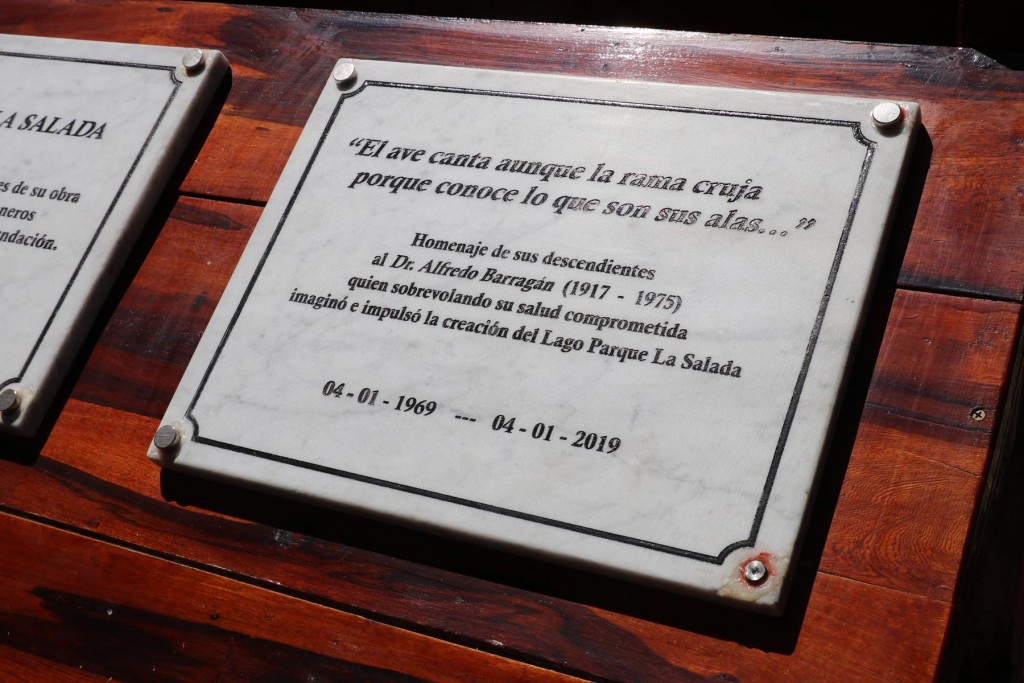 LA SALADA
es de su obra
neros
ndación.
“El ave canta aunque la rama cruja
porque conoce lo que son sus alas...”
Homenaje de sus descendientes
al Dr. Alfredo Barragán (1917 - 1975)
quien sobrevolando su salud comprometida
imaginó e impulsó la creación del Lago Parque La Salada
04 - 01 - 1969 --- 04 - 01 - 2019